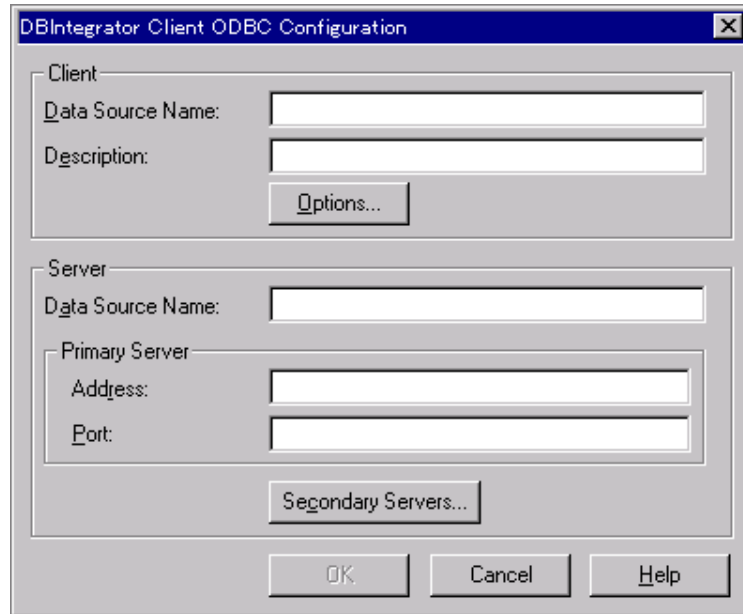 DBIntegrator Client ODBC Configuration
Client
Data Source Name:
Description:
Options...
Server
Data Source Name:
Primary Server
Address:
Port:
Secondary Servers...
OK Cancel Help